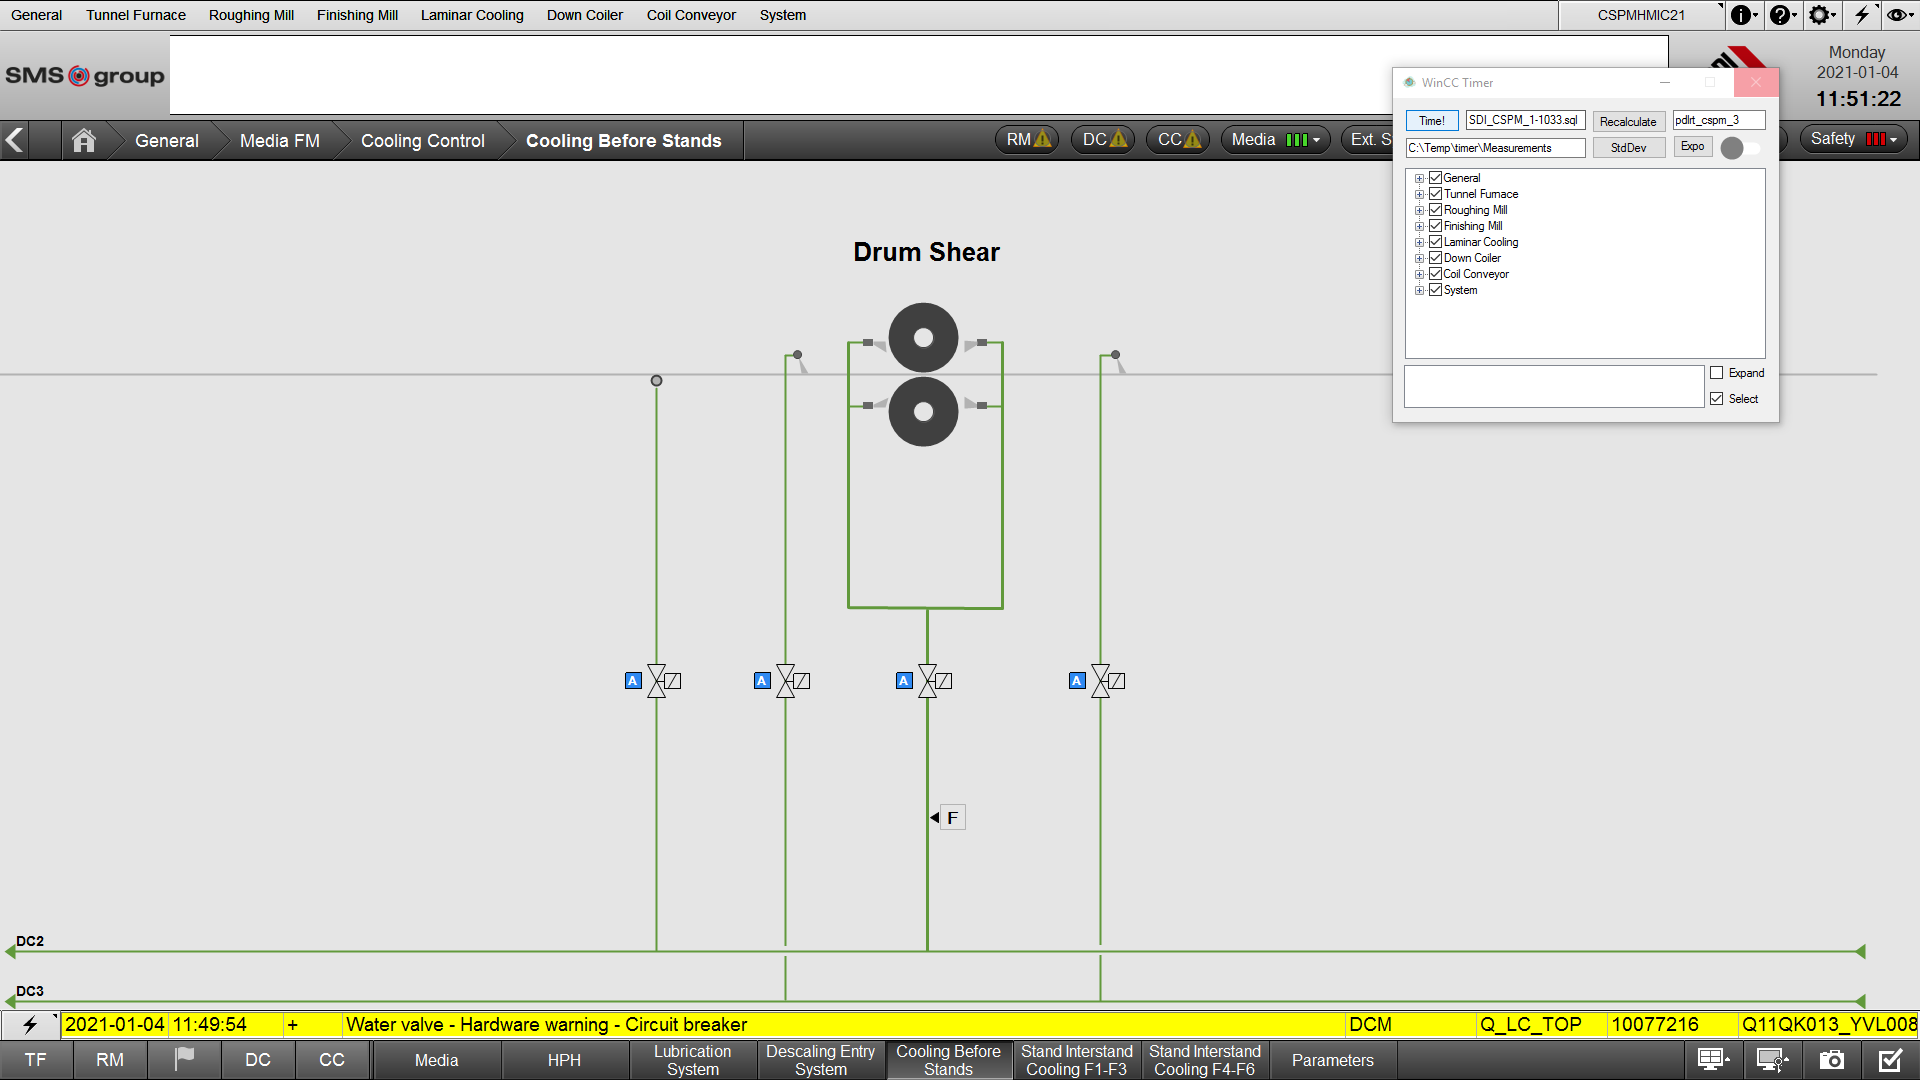 General Tunnel Furnace Roughing Mill Finishing Mill Laminar Cooling Down Coiler Coil Conveyor System CSPMHMIC21
SMS group
Monday
2021-01-04
11:51:22
WinCC Timer
Time! SDI_CSPM_1-1033.sql Recalculate pdlrt_cspm_3
C:\Temp\timer\Measurements StdDev Expo
General
Tunnel Furnace
Roughing Mill
Finishing Mill
Laminar Cooling
Down Coiler
Coil Conveyor
System
Expand
Select
General Media FM Cooling Control Cooling Before Stands RM DC CC Media Ext. S Safety
Drum Shear
A A A A
F
DC2
DC3
2021-01-04 11:49:54 + Water valve - Hardware warning - Circuit breaker DCM Q_LC_TOP 10077216 Q11QK013_YVL008
TF RM DC CC Media HPH Lubrication System Descaling Entry System Cooling Before Stands Stand Interstand Cooling F1-F3 Stand Interstand Cooling F4-F6 Parameters